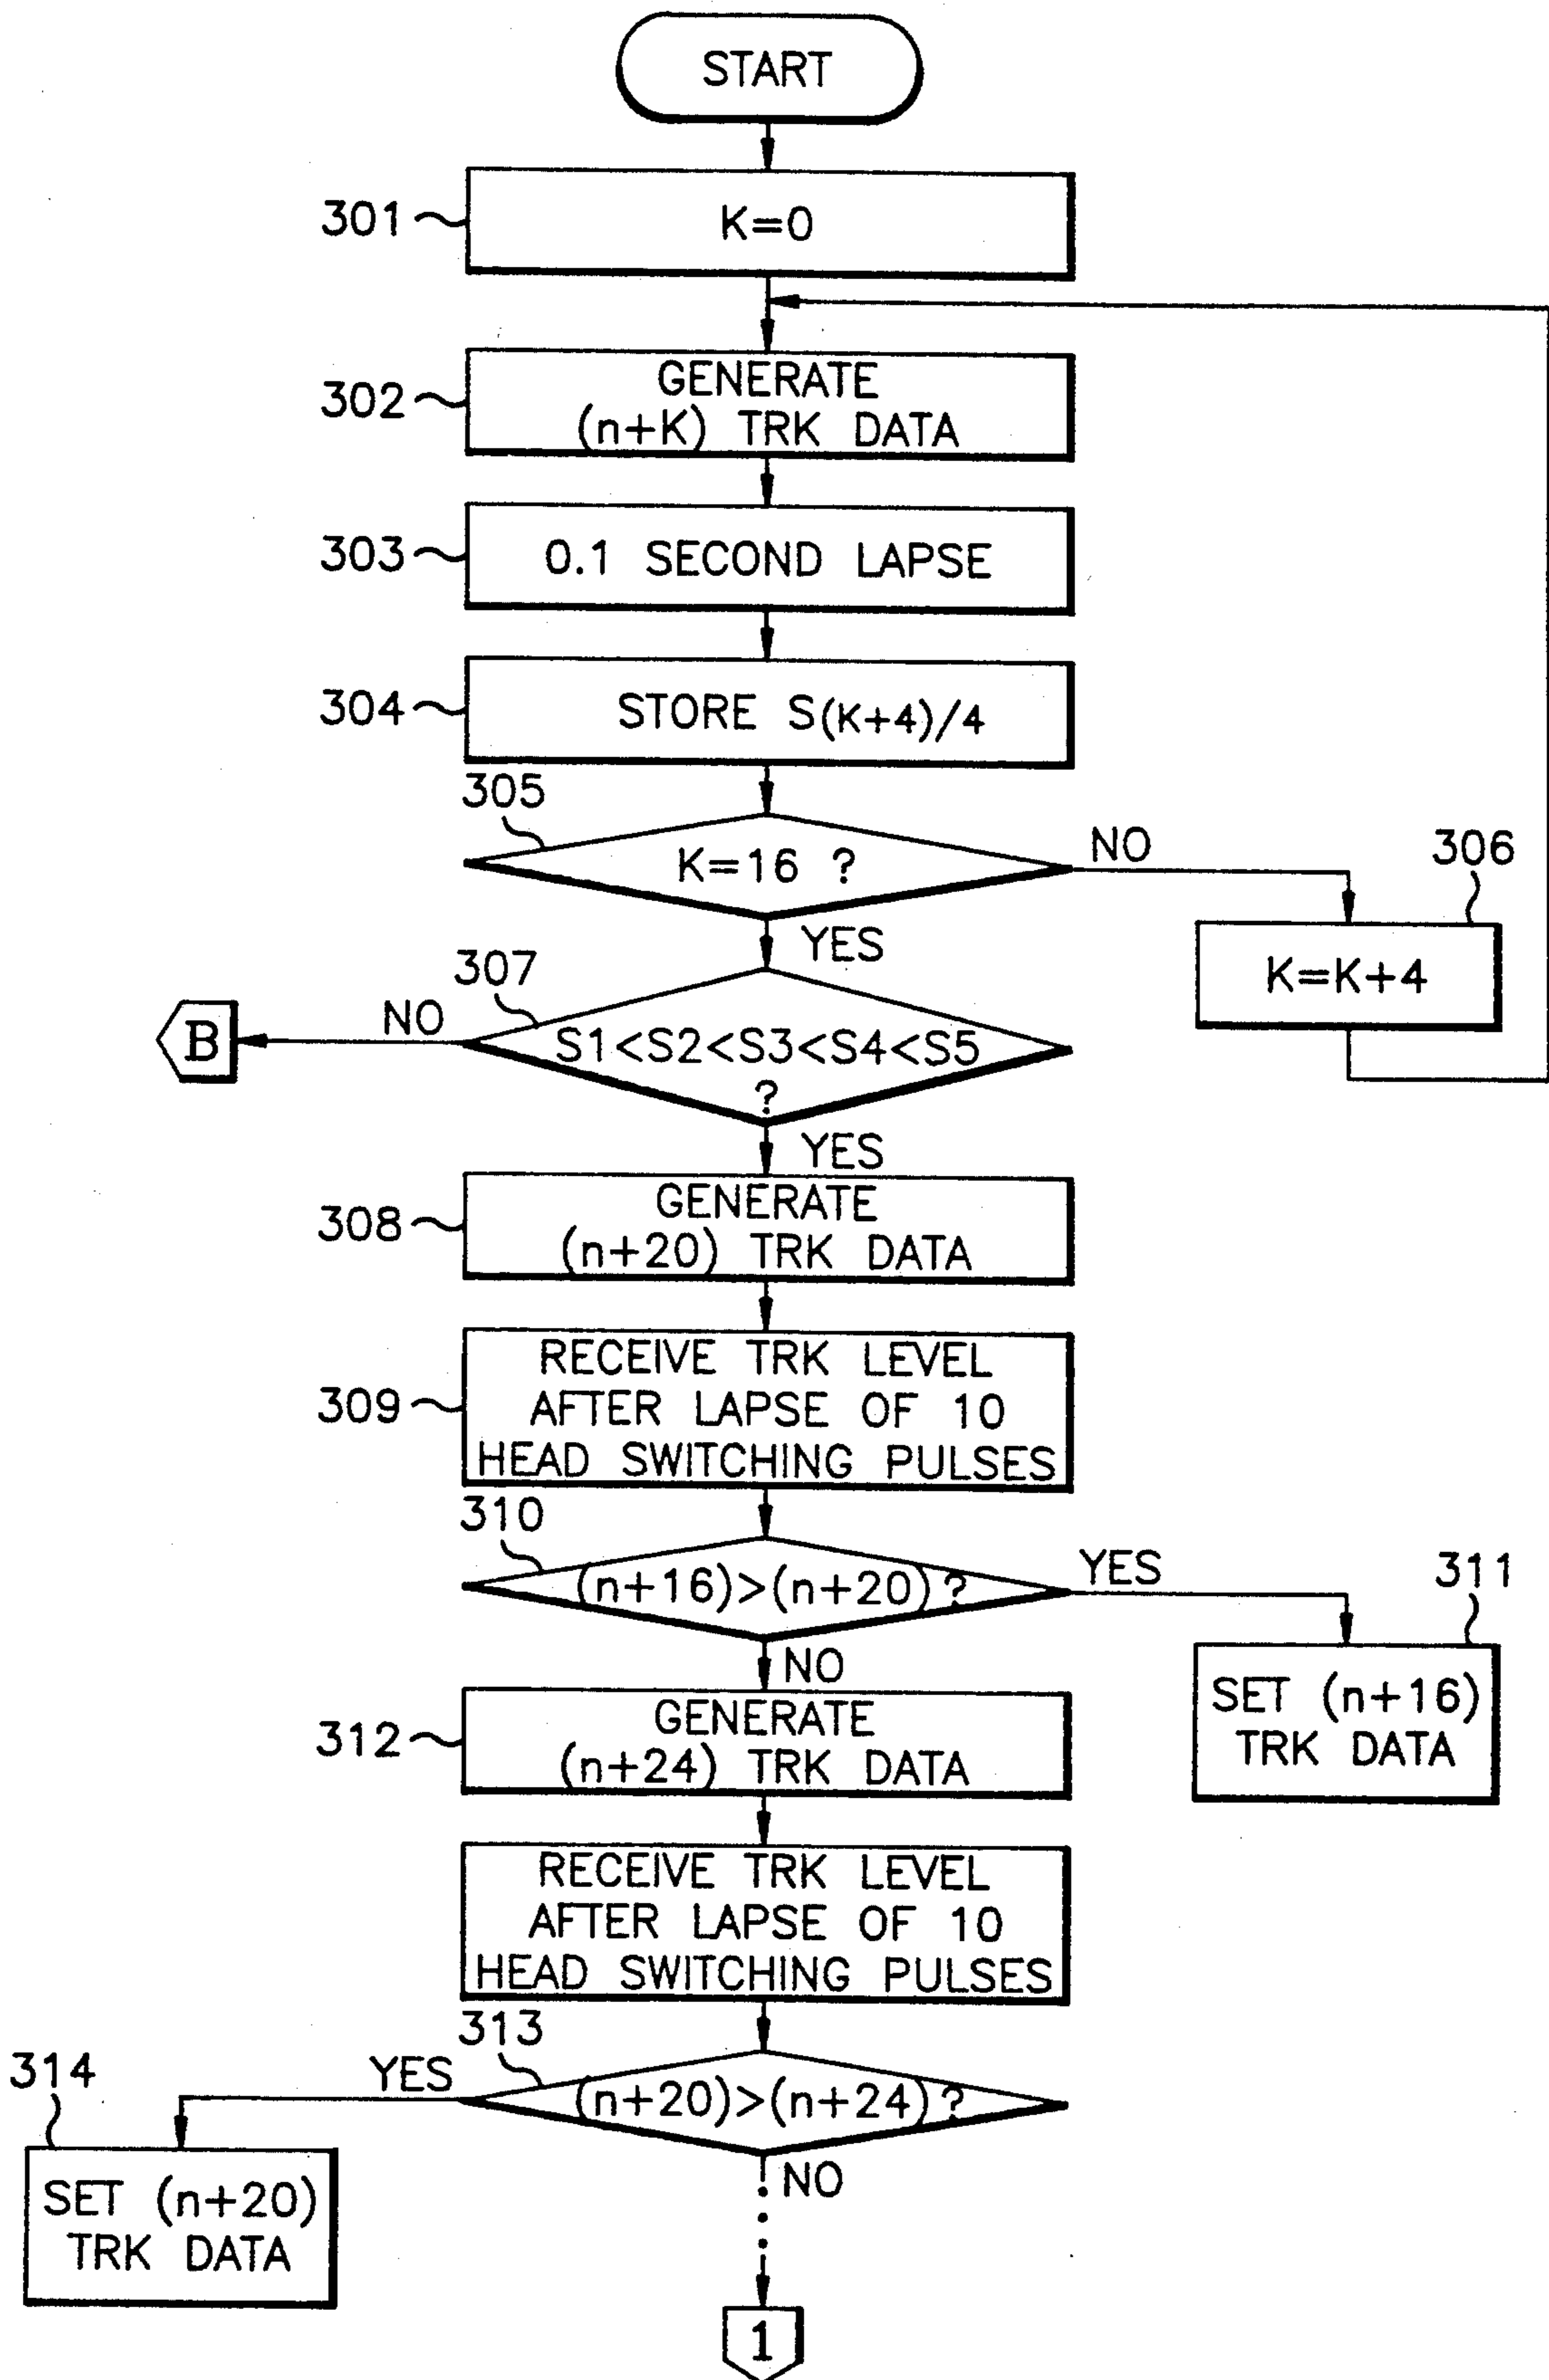 START
301
K=0
302
GENERATE
(n+K) TRK DATA
303
0.1 SECOND LAPSE
304
STORE S(K+4)/4
305
K=16 ?
NO
306
K=K+4
YES
307
S1<S2<S3<S4<S5
?
NO
B
YES
308
GENERATE
(n+20) TRK DATA
309
RECEIVE TRK LEVEL
AFTER LAPSE OF 10
HEAD SWITCHING PULSES
310
(n+16)>(n+20)?
YES
311
SET (n+16)
TRK DATA
NO
312
GENERATE
(n+24) TRK DATA
RECEIVE TRK LEVEL
AFTER LAPSE OF 10
HEAD SWITCHING PULSES
313
(n+20)>(n+24)?
YES
314
SET (n+20)
TRK DATA
NO
1